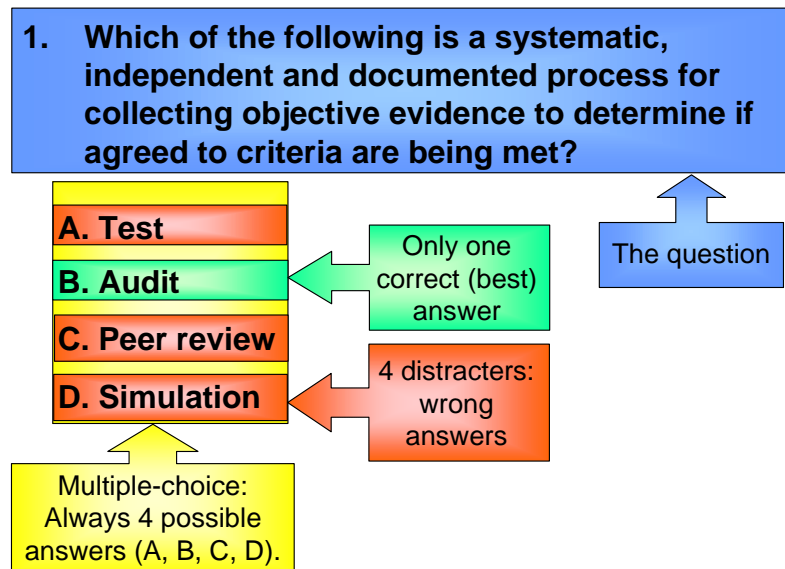 1. Which of the following is a systematic,
independent and documented process for
collecting objective evidence to determine if
agreed to criteria are being met?
A. Test
B. Audit
C. Peer review
D. Simulation
Only one
correct (best)
answer
The question
4 distracters:
wrong
answers
Multiple-choice:
Always 4 possible
answers (A, B, C, D).